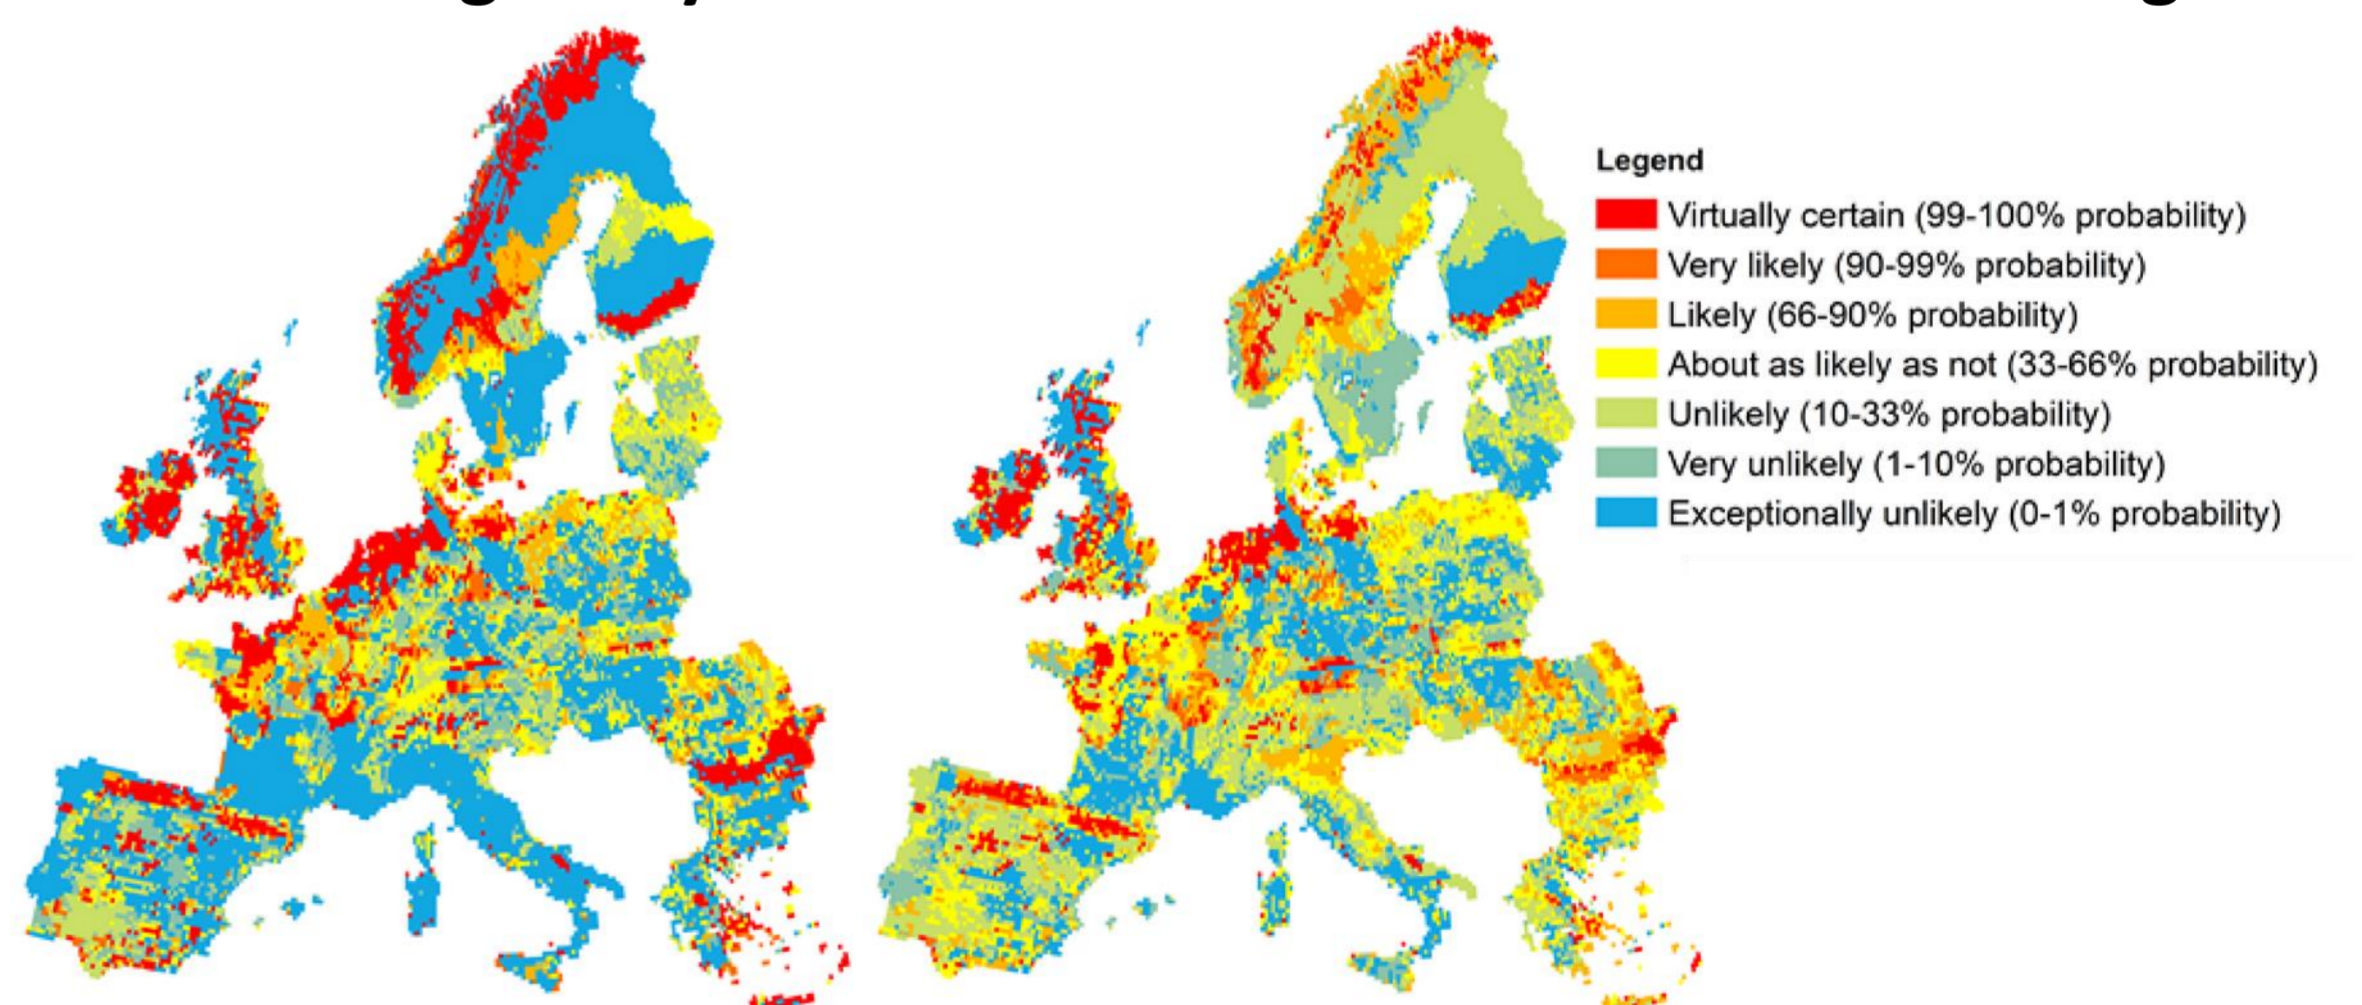 Legend
Virtually certain (99-100% probability)
Very likely (90-99% probability)
Likely (66-90% probability)
About as likely as not (33-66% probability)
Unlikely (10-33% probability)
Very unlikely (1-10% probability)
Exceptionally unlikely (0-1% probability)